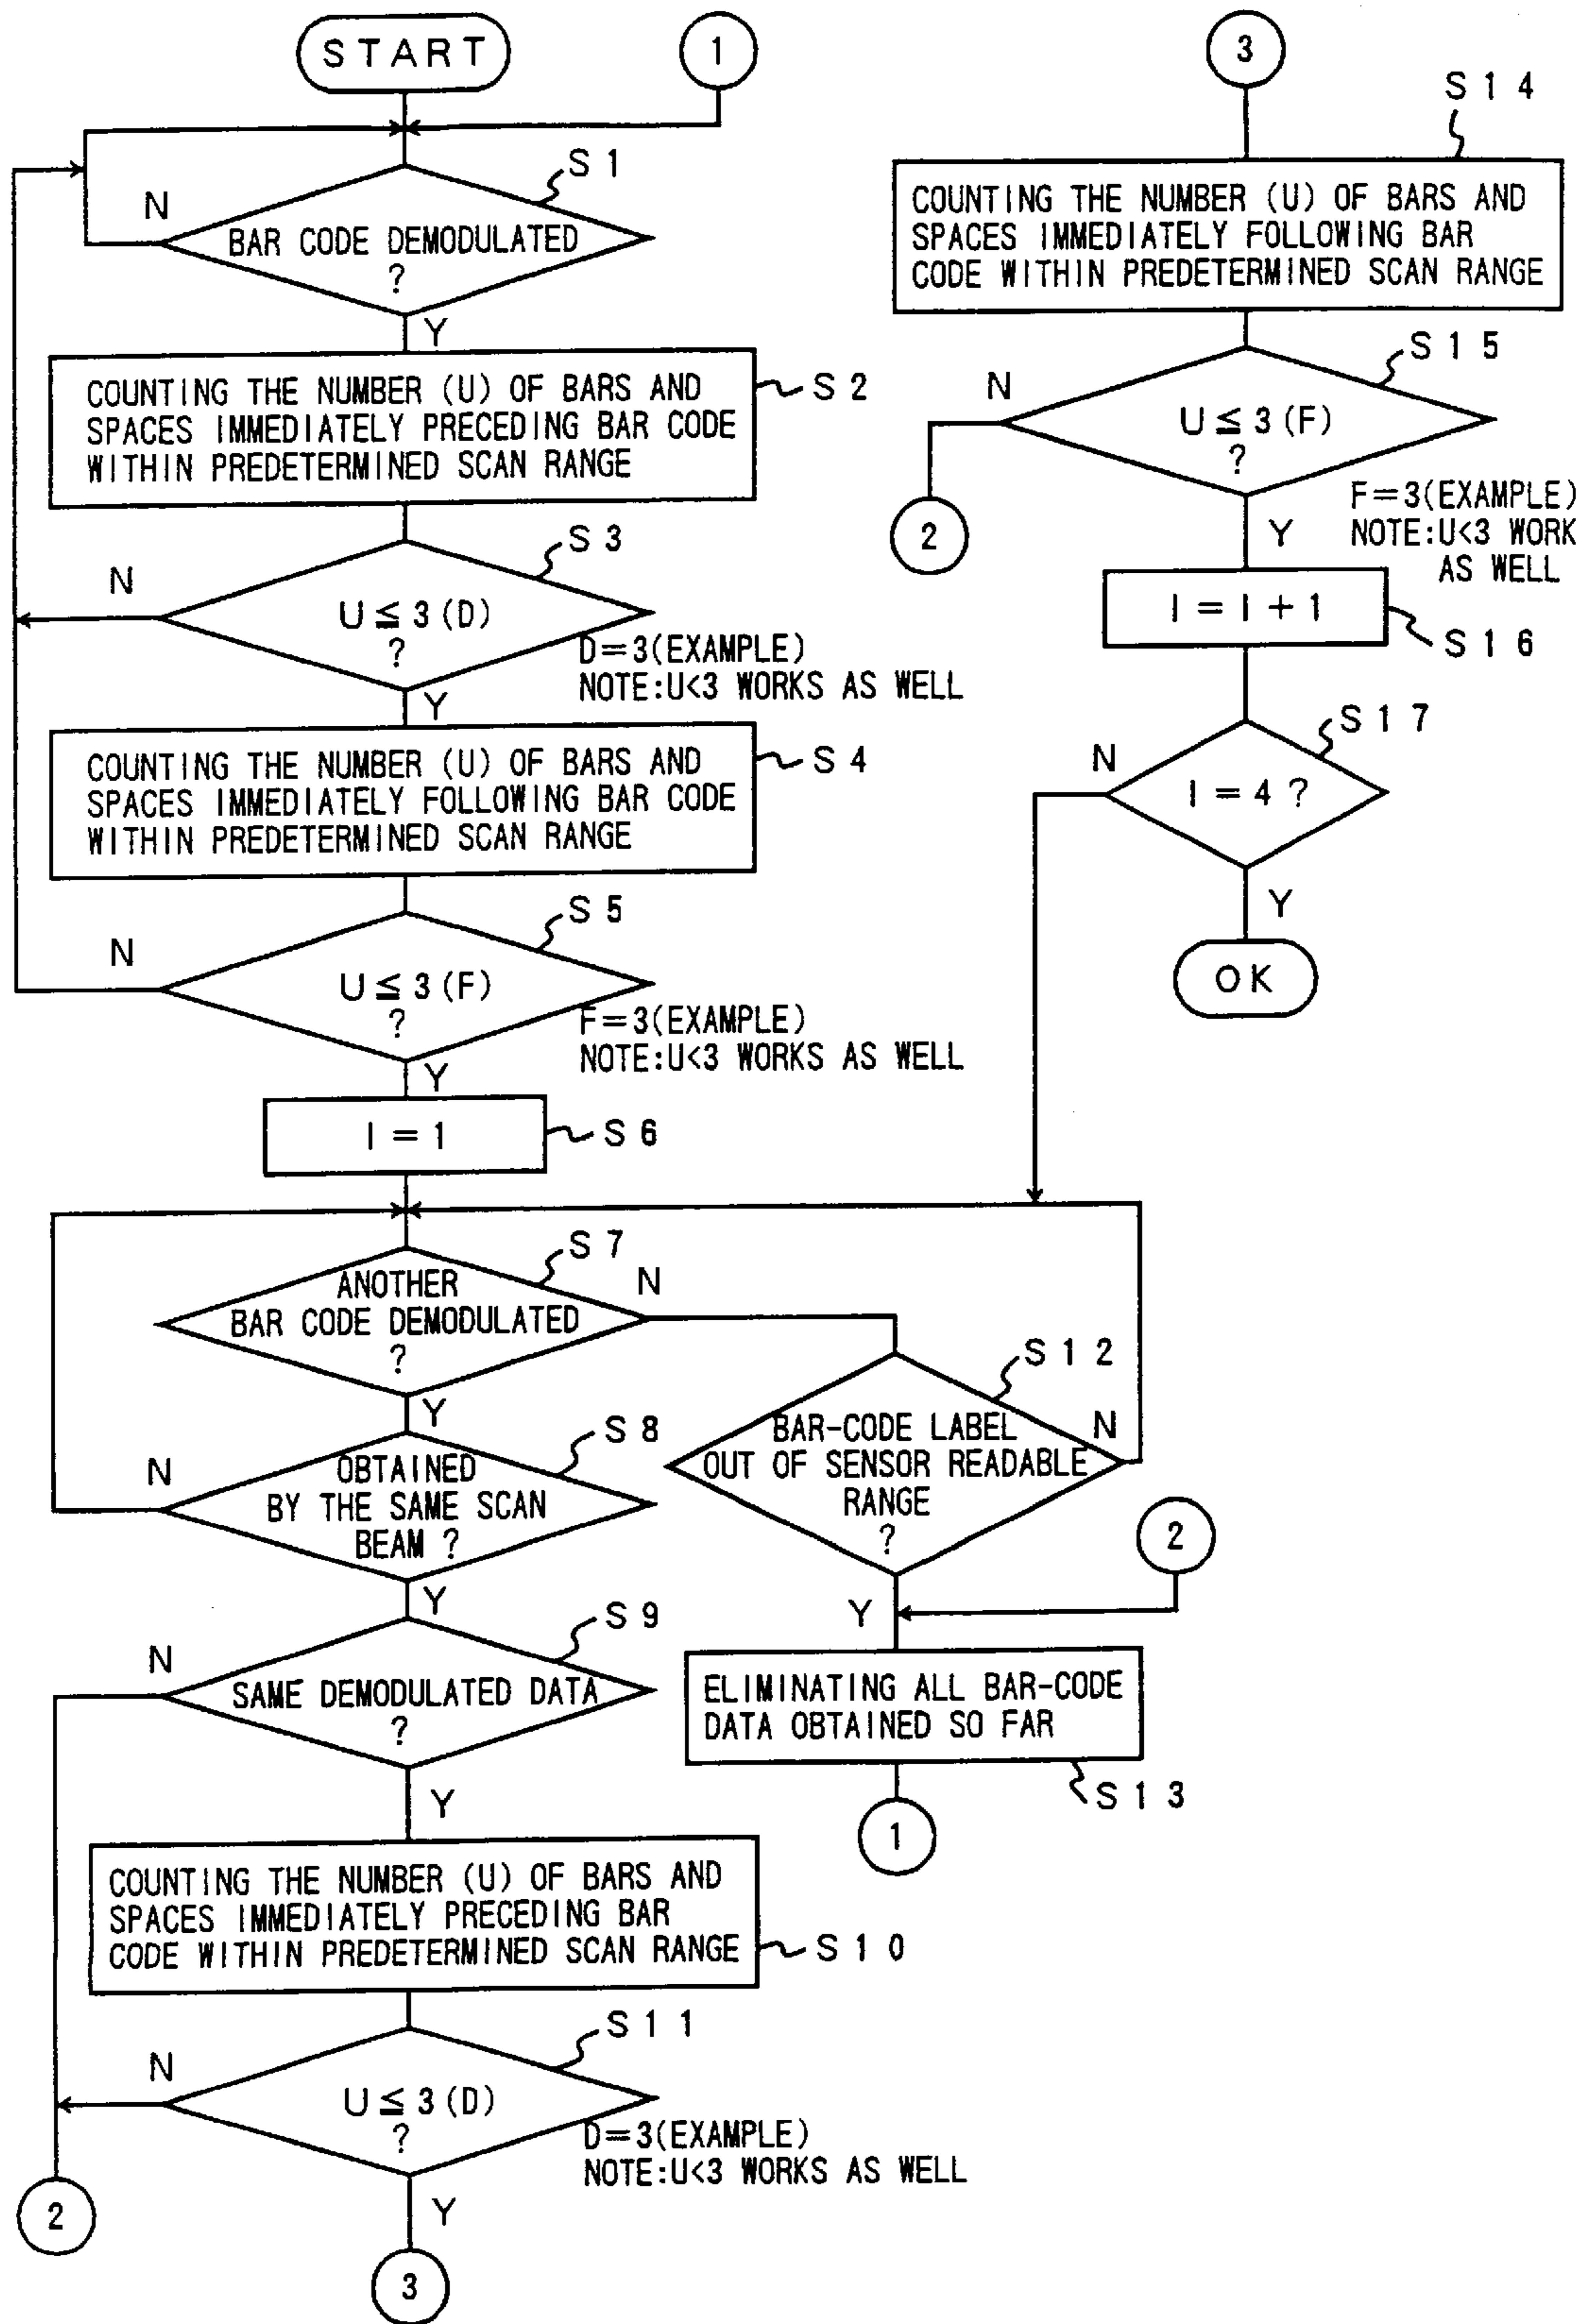 START
1
S1
N
BAR CODE DEMODULATED
?
Y
COUNTING THE NUMBER (U) OF BARS AND
SPACES IMMEDIATELY PRECEDING BAR CODE
WITHIN PREDETERMINED SCAN RANGE
S2
S3
N
U≦3(D)
?
D=3(EXAMPLE)
NOTE:U<3 WORKS AS WELL
Y
COUNTING THE NUMBER (U) OF BARS AND
SPACES IMMEDIATELY FOLLOWING BAR CODE
WITHIN PREDETERMINED SCAN RANGE
S4
S5
N
U≦3(F)
?
F=3(EXAMPLE)
NOTE:U<3 WORKS AS WELL
Y
I=1
S6
S7
ANOTHER
BAR CODE DEMODULATED
?
N
Y
S8
N
OBTAINED
BY THE SAME SCAN
BEAM ?
Y
S9
N
SAME DEMODULATED DATA
?
Y
COUNTING THE NUMBER (U) OF BARS AND
SPACES IMMEDIATELY PRECEDING BAR
CODE WITHIN PREDETERMINED SCAN RANGE
S10
S11
N
U≦3(D)
?
D=3(EXAMPLE)
NOTE:U<3 WORKS AS WELL
2
Y
3
S12
BAR-CODE LABEL
OUT OF SENSOR READABLE
RANGE
?
N
2
Y
ELIMINATING ALL BAR-CODE
DATA OBTAINED SO FAR
S13
1
3
S14
COUNTING THE NUMBER (U) OF BARS AND
SPACES IMMEDIATELY FOLLOWING BAR
CODE WITHIN PREDETERMINED SCAN RANGE
S15
N
U≦3(F)
?
2
F=3(EXAMPLE)
NOTE:U<3 WORK
AS WELL
Y
I=I+1
S16
S17
N
I=4?
Y
OK